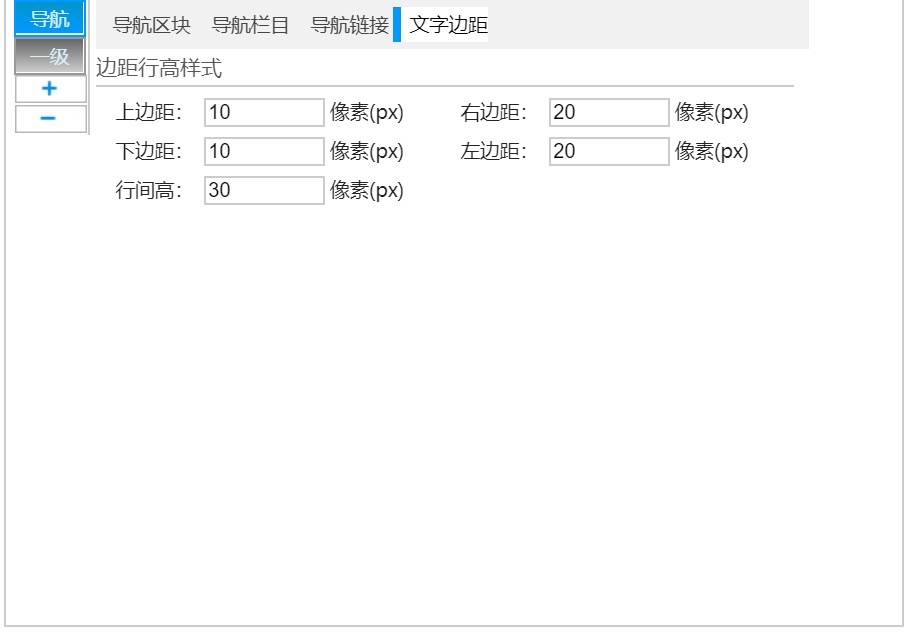 导航 导航区块 导航栏目 导航链接 文字边距
一级 边距行高样式
+
−
上边距： 10 像素(px) 右边距： 20 像素(px)
下边距： 10 像素(px) 左边距： 20 像素(px)
行间高： 30 像素(px)